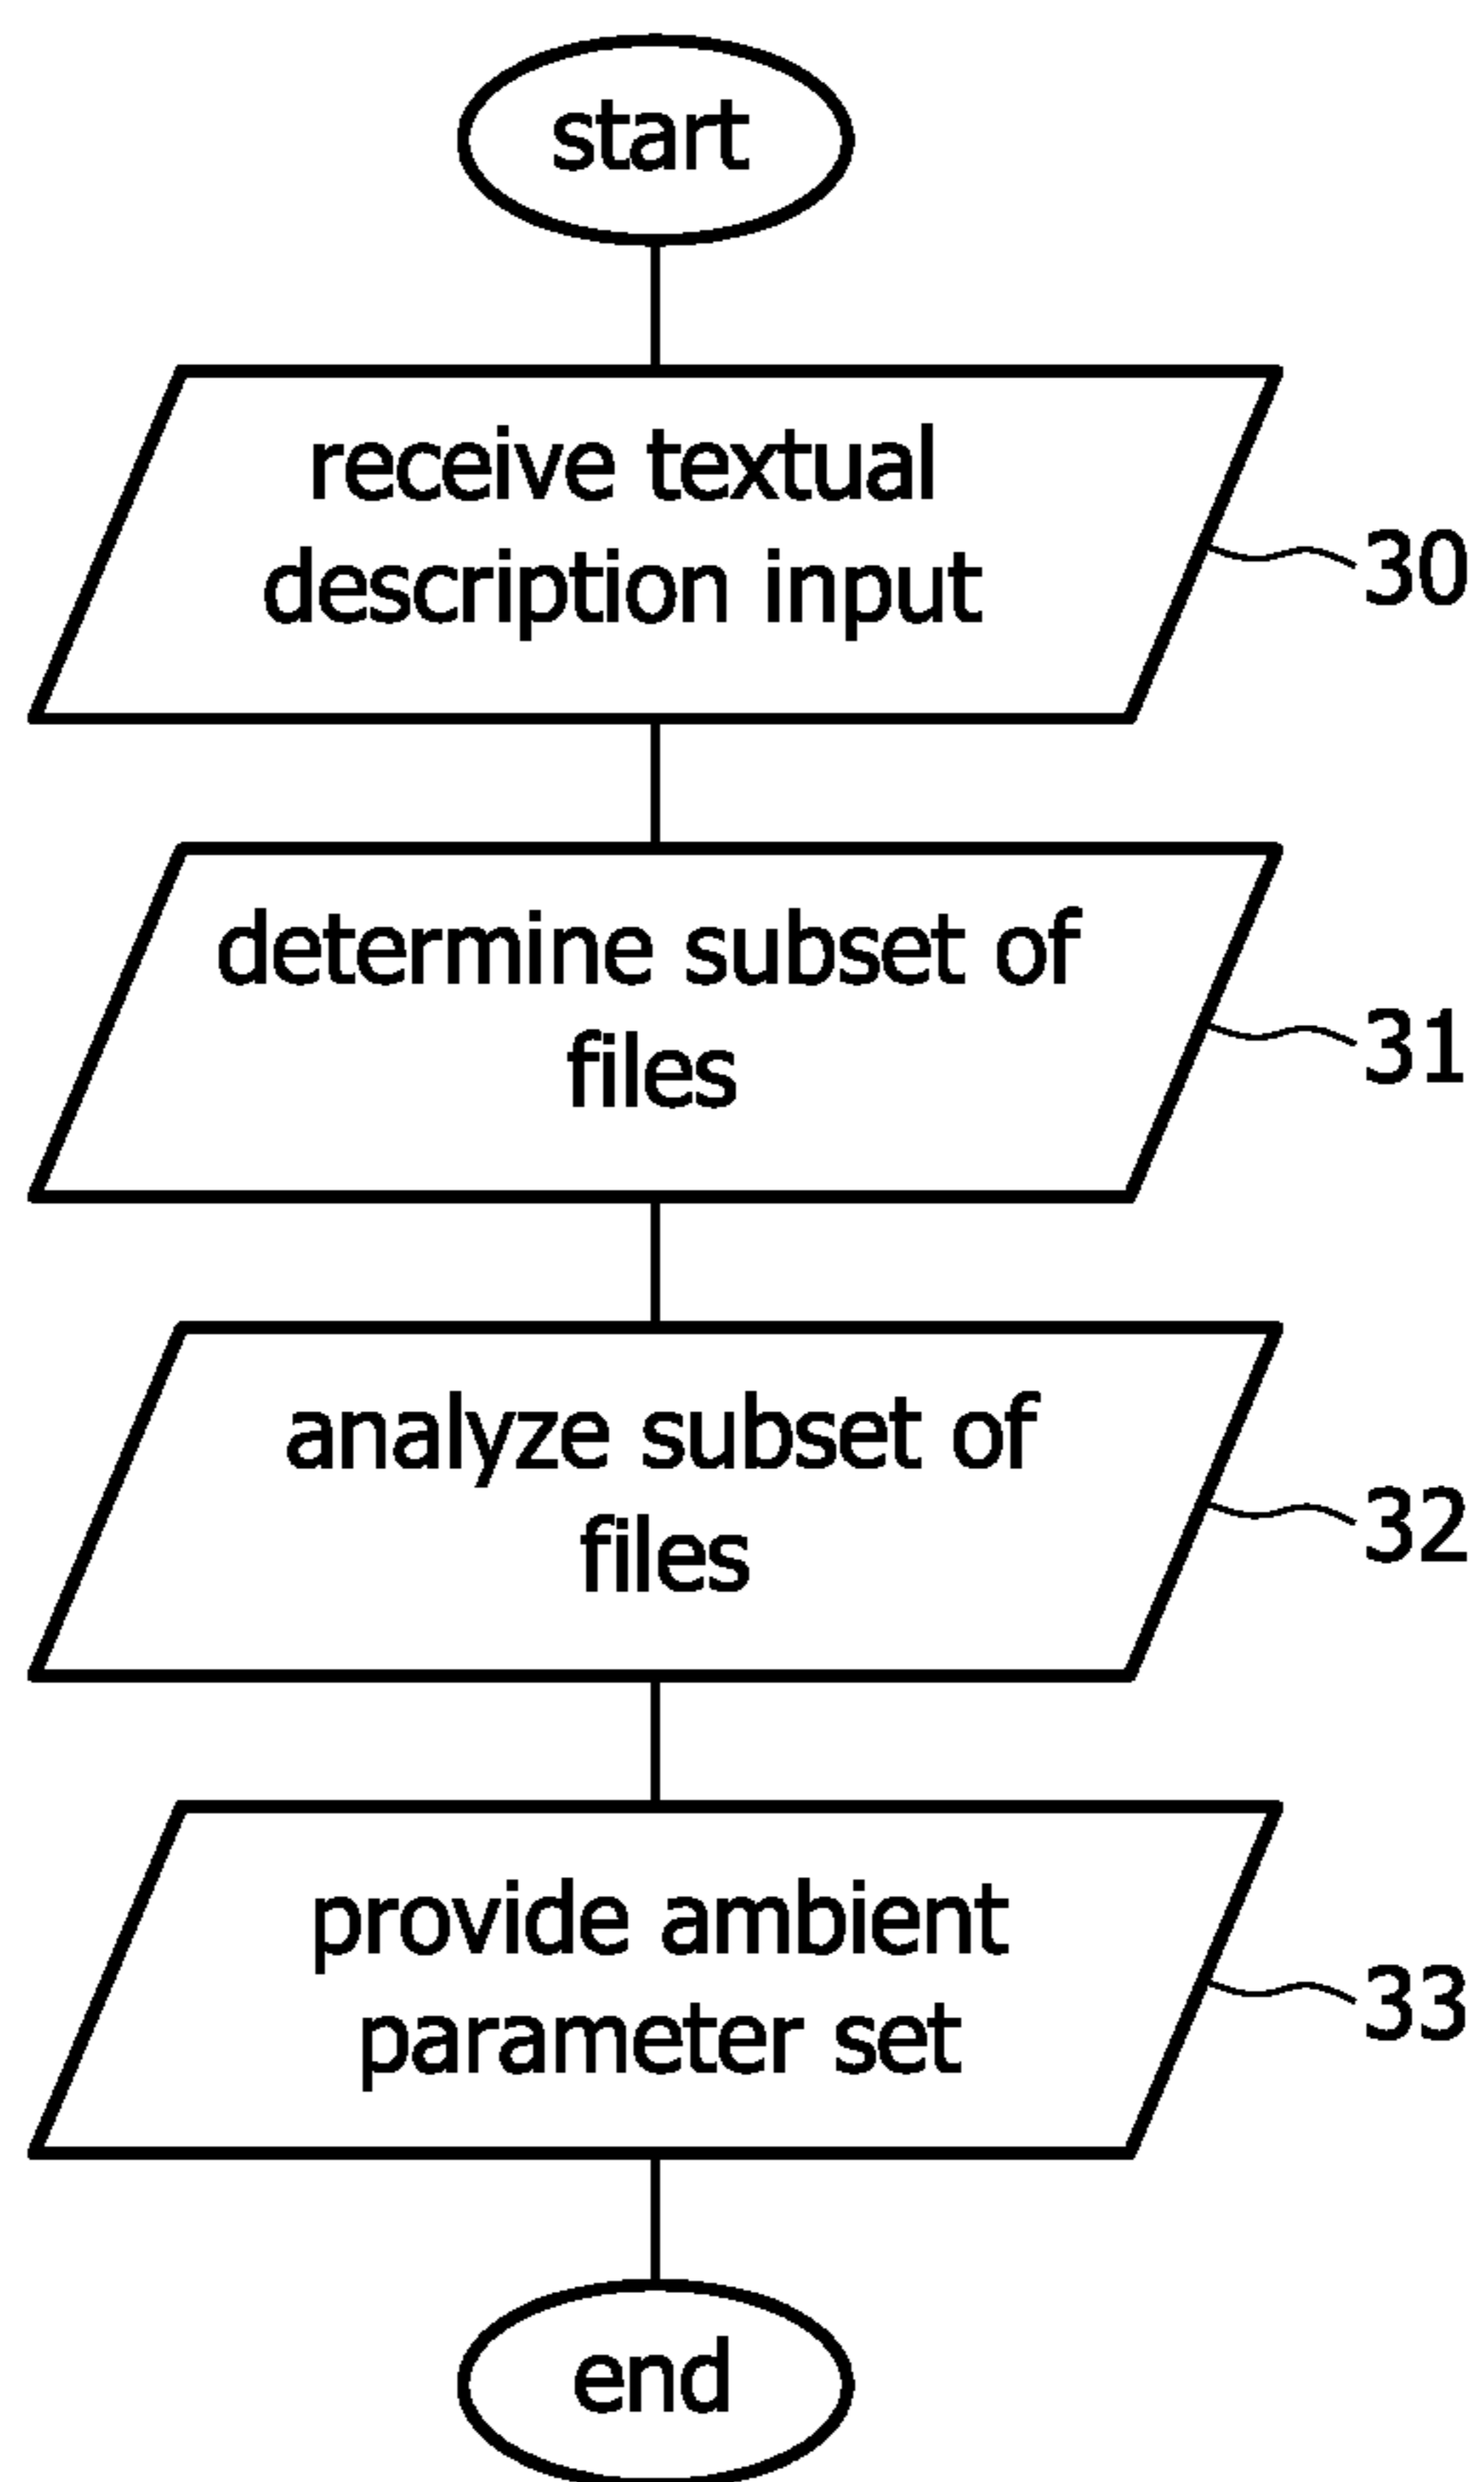 start
receive textual
description input
30
determine subset of
files
31
analyze subset of
files
32
provide ambient
parameter set
33
end